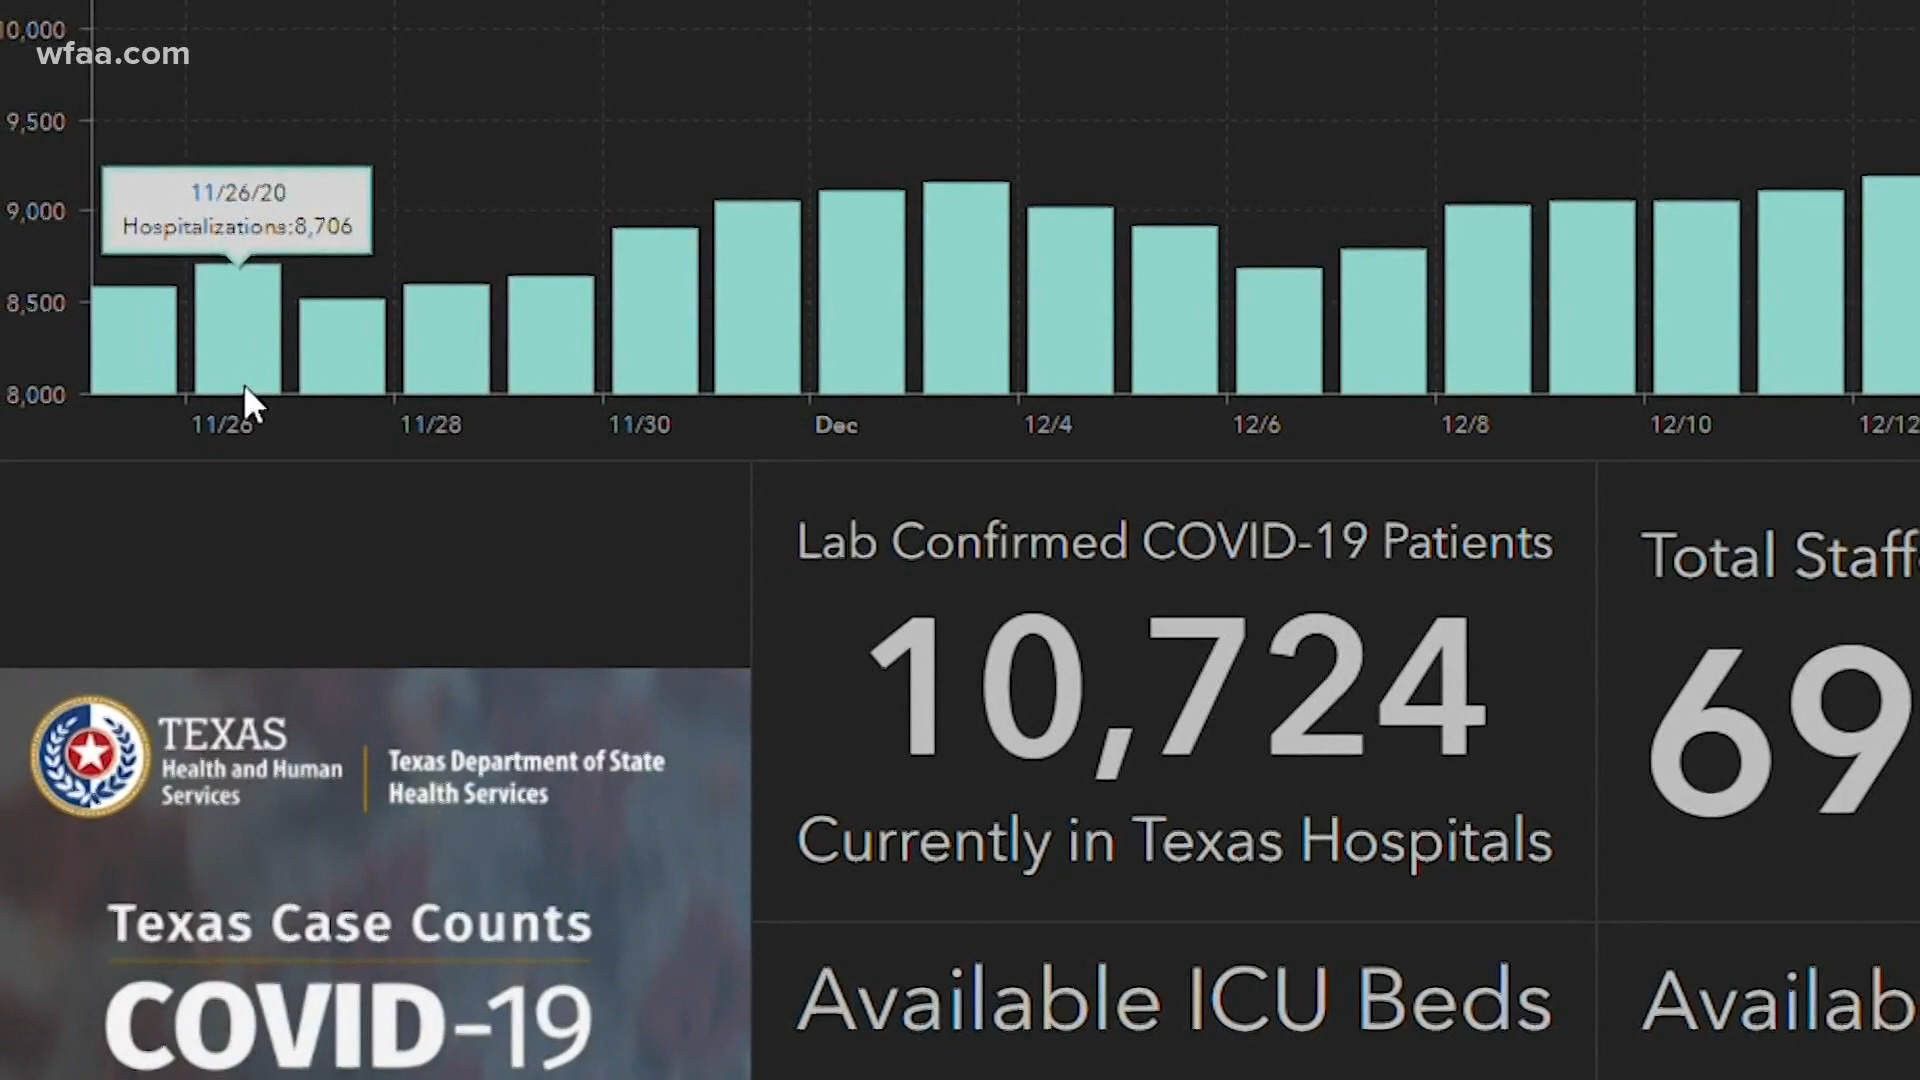 10,000
wfaa.com
9,500
11/26/20
9,000
Hospitalizations:8,706
8,500
8,000
11/26
11/28
11/30
Dec
12/4
12/6
12/8
12/10
12/12
Lab Confirmed COVID-19 Patients
10,724
Currently in Texas Hospitals
Total Staff
69
TEXAS
Health and Human
Services
Texas Department of State
Health Services
Texas Case Counts
COVID-19
Available ICU Beds
Availab